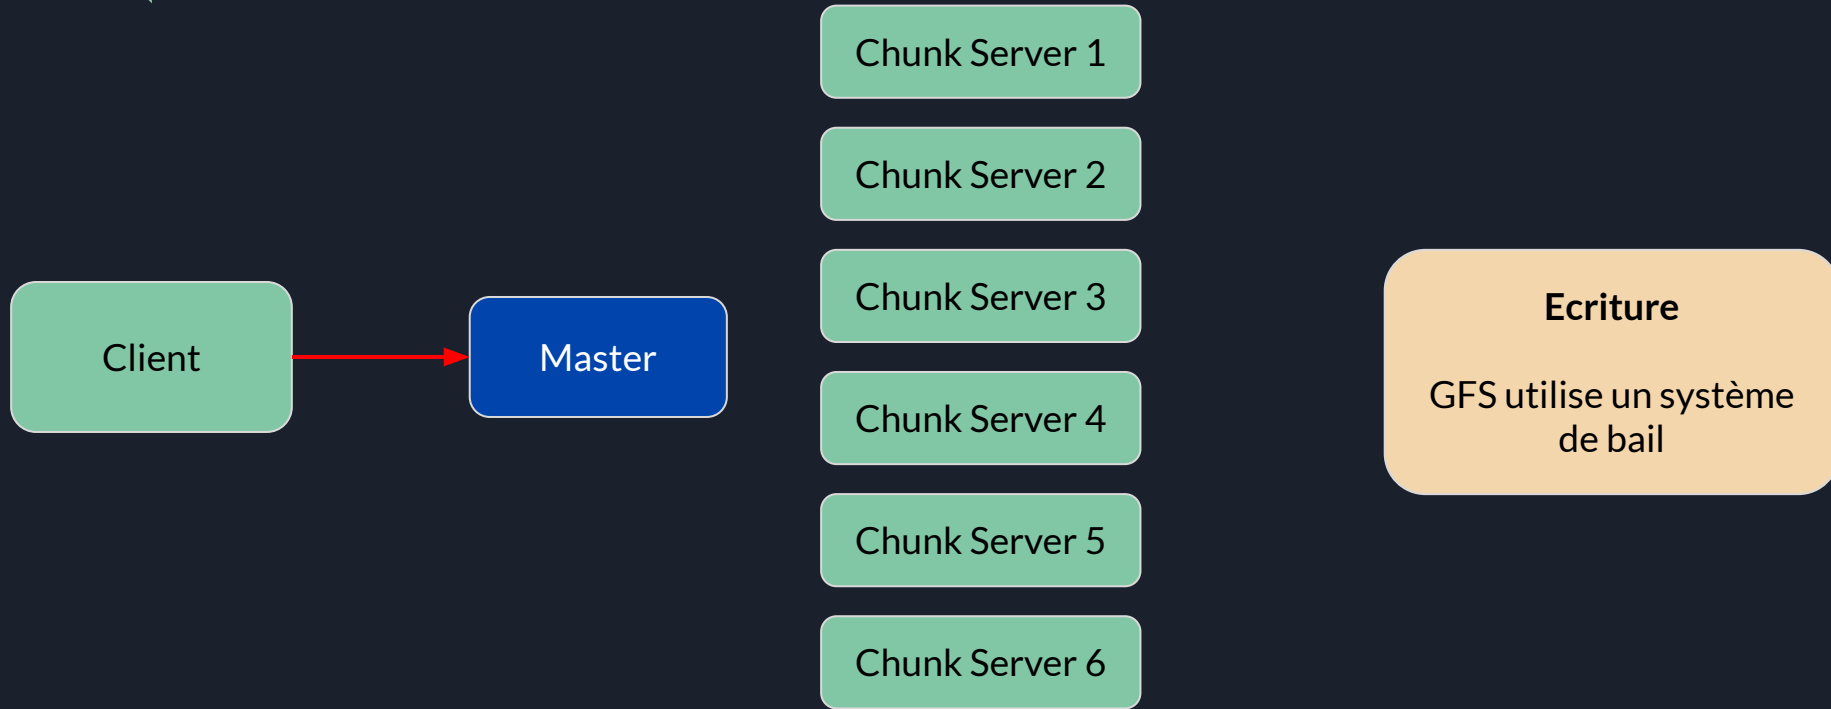 Chunk Server 1
Chunk Server 2
Chunk Server 3
Client
Master
Chunk Server 4
Chunk Server 5
Chunk Server 6
Ecriture
GFS utilise un système
de bail